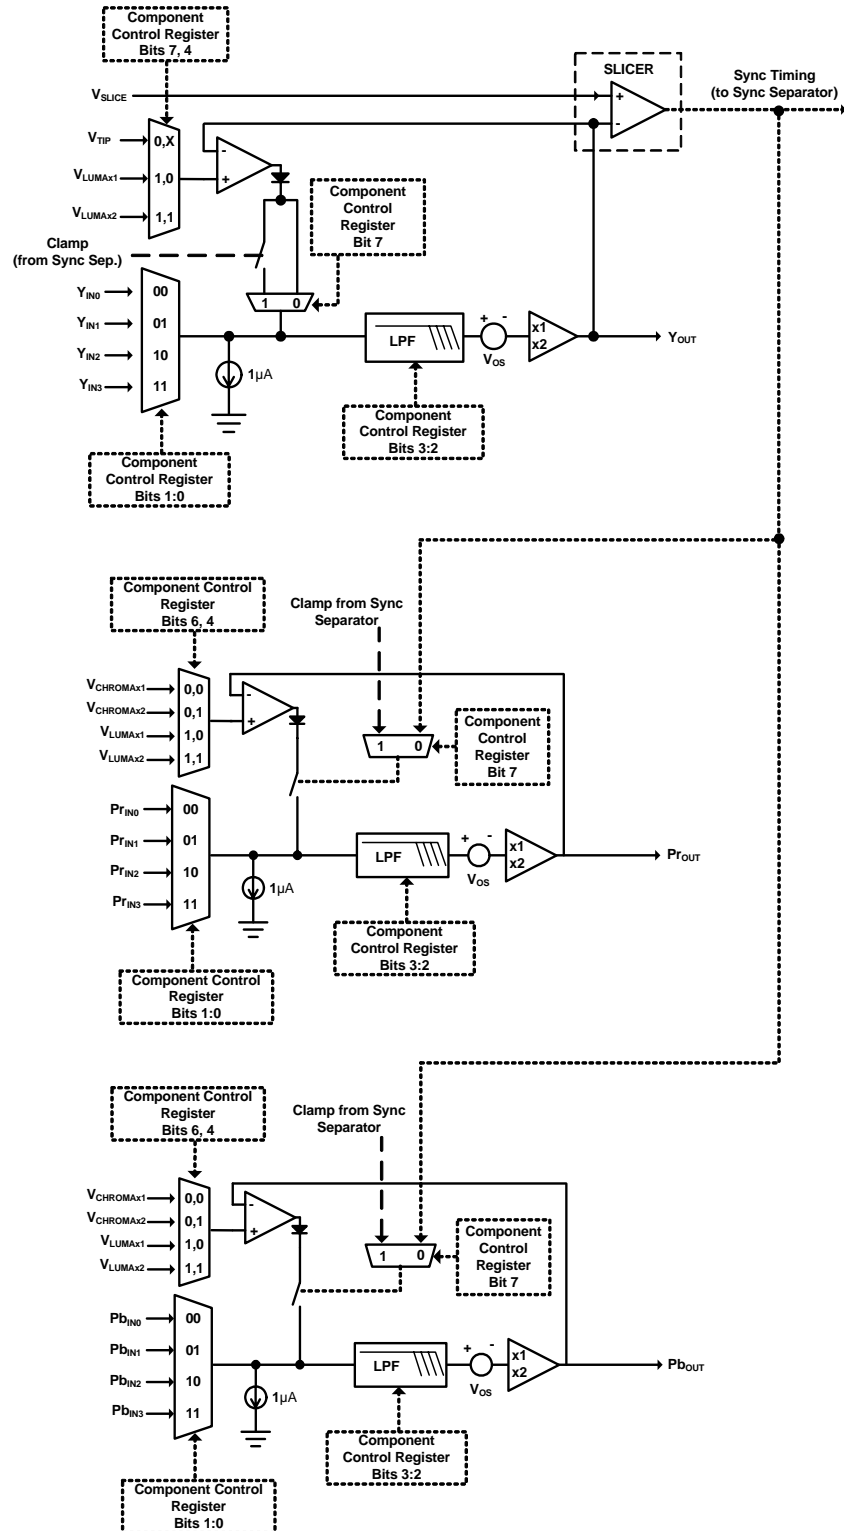 Component
Control Register
Bits 7, 4
SLICER
Sync Timing
(to Sync Separator)
VSLICE
+
-
VTIP
0,X
VLUMAx1
1,0
VLUMAx2
1,1
-
+
Component
Control
Register
Bit 7
Clamp
(from Sync Sep.)
1 0
YIN0
00
YIN1
01
YIN2
10
YIN3
11
1µA
LPF
+ -
VOS
x1
x2
YOUT
Component
Control Register
Bits 3:2
Component
Control Register
Bits 1:0
Component Control
Register
Bits 6, 4
Clamp from Sync
Separator
VCHROMAx1
0,0
VCHROMAx2
0,1
VLUMAx1
1,0
VLUMAx2
1,1
-
+
1 0
Component
Control
Register
Bit 7
PrIN0
00
PrIN1
01
PrIN2
10
PrIN3
11
1µA
LPF
+ -
VOS
x1
x2
PrOUT
Component
Control Register
Bits 3:2
Component Control
Register
Bits 1:0
Component Control
Register
Bits 6, 4
Clamp from Sync
Separator
VCHROMAx1
0,0
VCHROMAx2
0,1
VLUMAx1
1,0
VLUMAx2
1,1
-
+
1 0
Component
Control
Register
Bit 7
PbIN0
00
PbIN1
01
PbIN2
10
PbIN3
11
1µA
LPF
+ -
VOS
x1
x2
PbOUT
Component
Control Register
Bits 3:2
Component Control
Register
Bits 1:0